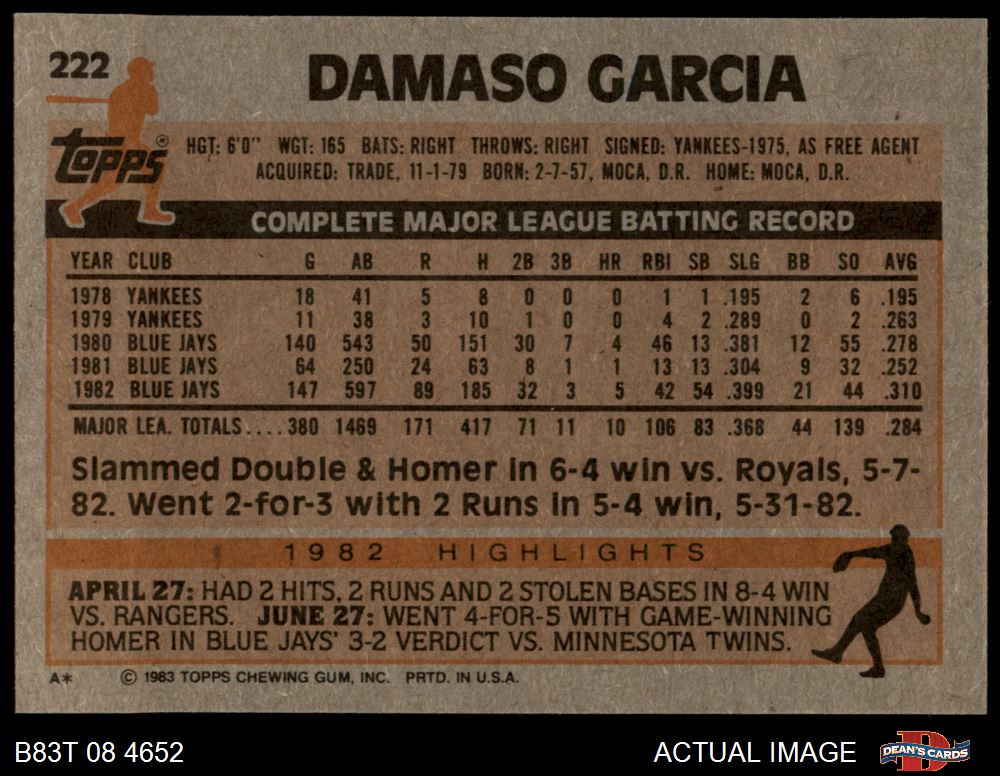 222
DAMASO GARCIA
Topps®
HGT: 6'0" WGT: 165 BATS: RIGHT THROWS: RIGHT SIGNED: YANKEES-1975, AS FREE AGENT
ACQUIRED: TRADE, 11-1-79 BORN: 2-7-57, MOCA, D.R. HOME: MOCA, D.R.
COMPLETE MAJOR LEAGUE BATTING RECORD
YEAR CLUB G AB R H 2B 3B HR RBI SB SLG BB SO AVG
1978 YANKEES 18 41 5 8 0 0 0 1 1 .195 2 6 .195
1979 YANKEES 11 38 3 10 1 0 0 4 2 .289 0 2 .263
1980 BLUE JAYS 140 543 50 151 30 7 4 46 13 .381 12 55 .278
1981 BLUE JAYS 64 250 24 63 8 1 1 13 13 .304 9 32 .252
1982 BLUE JAYS 147 597 89 185 32 3 5 42 54 .399 21 44 .310
MAJOR LEA. TOTALS.... 380 1469 171 417 71 11 10 106 83 .368 44 139 .284
Slammed Double & Homer in 6-4 win vs. Royals, 5-7-
82. Went 2-for-3 with 2 Runs in 5-4 win, 5-31-82.
1982 HIGHLIGHTS
APRIL 27: HAD 2 HITS, 2 RUNS AND 2 STOLEN BASES IN 8-4 WIN
VS. RANGERS. JUNE 27: WENT 4-FOR-5 WITH GAME-WINNING
HOMER IN BLUE JAYS' 3-2 VERDICT VS. MINNESOTA TWINS.
A* © 1983 TOPPS CHEWING GUM, INC. PRTD. IN U.S.A.
B83T 08 4652
ACTUAL IMAGE
D
DEAN'S CARDS